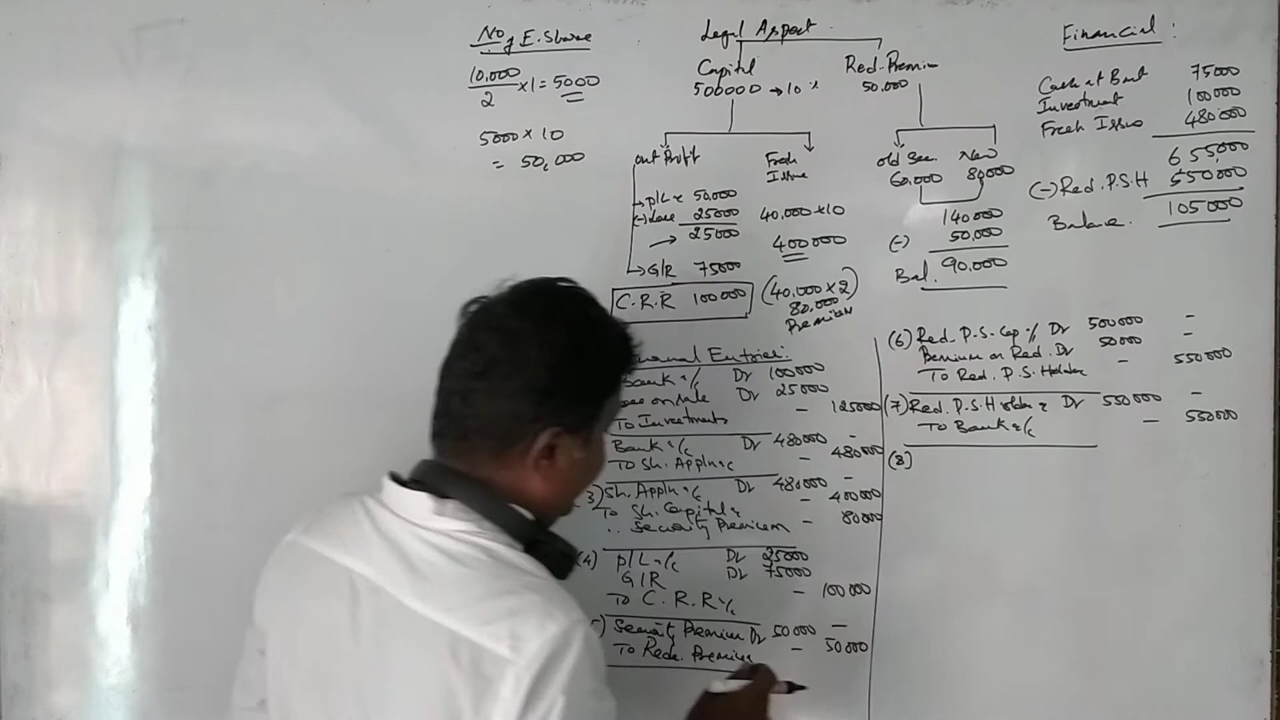 No. of E. Share
10,000
2
x1 = 5000
5000 x 10
= 50,000
Legal Aspect
Capital
500000 → 10%
Red. Premium
50,000
out Profit
Fresh
Issue
P/L 50,000
(-) Loss 25000
25000
G/R 75000
C.R.R 100000
40,000 x 10
400000
(40,000 x 2)
80,000
Premium
old Sec. New
60,000 80,000
140000
(-) 50,000
Bal. 90,000
Financial :
Cash at Bank 75000
Investment 100000
Fresh Issue 480000
655,000
(-) Red. P.S.H 550000
Balance. 105000
Journal Entries:
Bank a/c Dr 100000
on sale Dr 25000
To Investments - 125000
Bank a/c Dr 480000 -
To Sh. Appln a/c - 480000
3) Sh. Appln a/c Dr 480000 -
To Sh. Capital a/c - 400000
,, Security Premium - 80000
(4) P/L a/c Dr 25000
G/R Dr 75000
To C.R.R a/c - 100000
) Security Premium Dr 50000 -
To Rede. Premium - 50000
(6) Red. P.S. Cap a/c Dr 500000 -
Premium on Red. Dr 50000 -
To Red. P.S. Holder - 550000
(7) Red. P.S. Holder a/c Dr 550000 -
To Bank a/c - 550000
(8)